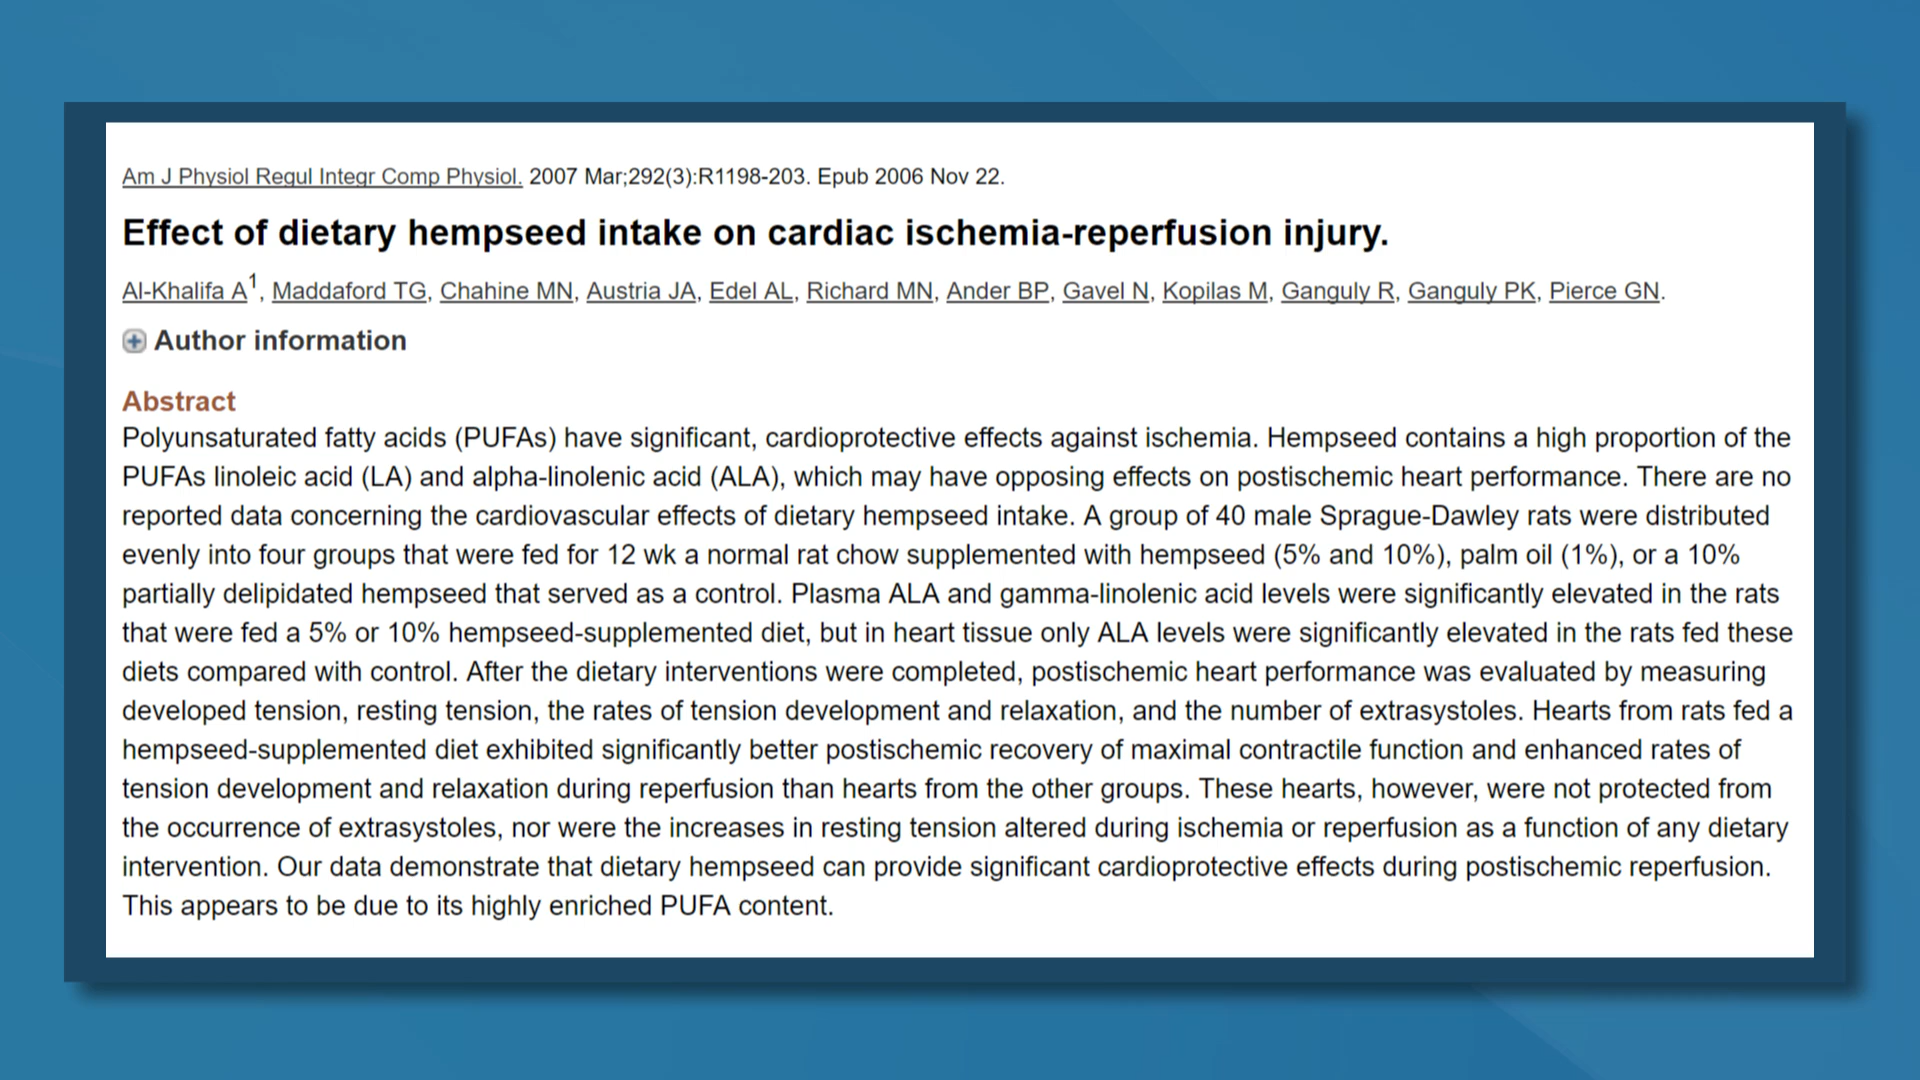 Am J Physiol Regul Integr Comp Physiol. 2007 Mar;292(3):R1198-203. Epub 2006 Nov 22.
Effect of dietary hempseed intake on cardiac ischemia-reperfusion injury.
Al-Khalifa A1, Maddaford TG, Chahine MN, Austria JA, Edel AL, Richard MN, Ander BP, Gavel N, Kopilas M, Ganguly R, Ganguly PK, Pierce GN.
Author information
Abstract
Polyunsaturated fatty acids (PUFAs) have significant, cardioprotective effects against ischemia. Hempseed contains a high proportion of the
PUFAs linoleic acid (LA) and alpha-linolenic acid (ALA), which may have opposing effects on postischemic heart performance. There are no
reported data concerning the cardiovascular effects of dietary hempseed intake. A group of 40 male Sprague-Dawley rats were distributed
evenly into four groups that were fed for 12 wk a normal rat chow supplemented with hempseed (5% and 10%), palm oil (1%), or a 10%
partially delipidated hempseed that served as a control. Plasma ALA and gamma-linolenic acid levels were significantly elevated in the rats
that were fed a 5% or 10% hempseed-supplemented diet, but in heart tissue only ALA levels were significantly elevated in the rats fed these
diets compared with control. After the dietary interventions were completed, postischemic heart performance was evaluated by measuring
developed tension, resting tension, the rates of tension development and relaxation, and the number of extrasystoles. Hearts from rats fed a
hempseed-supplemented diet exhibited significantly better postischemic recovery of maximal contractile function and enhanced rates of
tension development and relaxation during reperfusion than hearts from the other groups. These hearts, however, were not protected from
the occurrence of extrasystoles, nor were the increases in resting tension altered during ischemia or reperfusion as a function of any dietary
intervention. Our data demonstrate that dietary hempseed can provide significant cardioprotective effects during postischemic reperfusion.
This appears to be due to its highly enriched PUFA content.